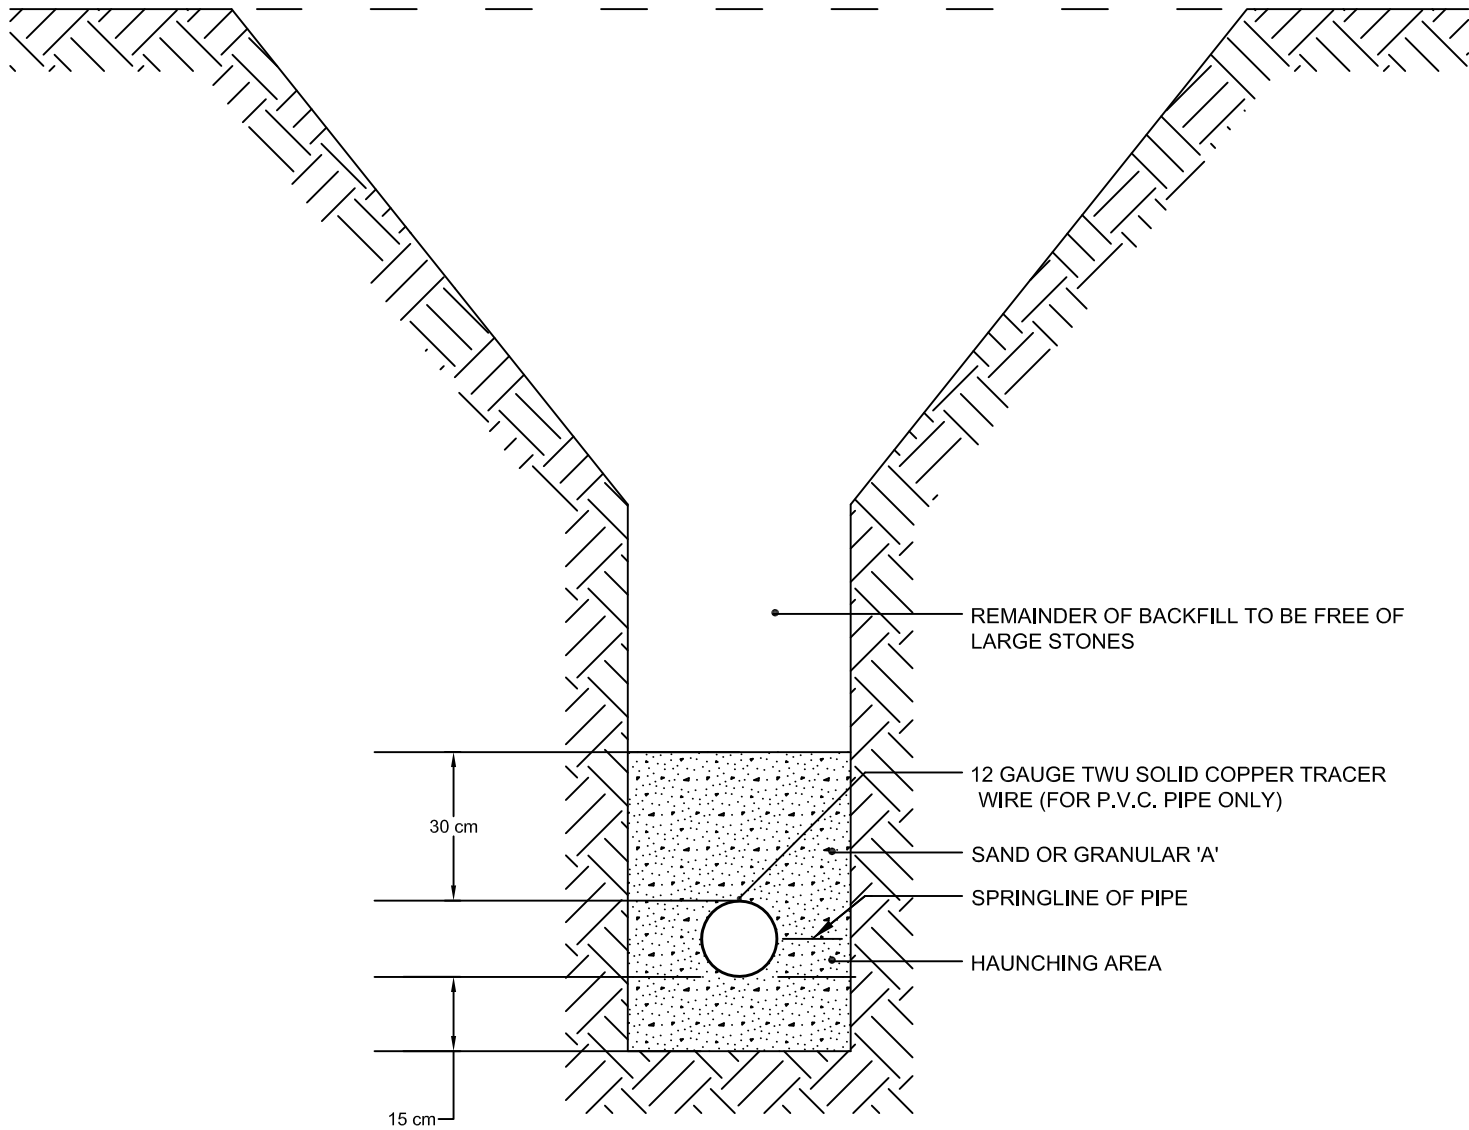 REMAINDER OF BACKFILL TO BE FREE OF
LARGE STONES
12 GAUGE TWU SOLID COPPER TRACER
WIRE (FOR P.V.C. PIPE ONLY)
30 cm
SAND OR GRANULAR 'A'
SPRINGLINE OF PIPE
HAUNCHING AREA
15 cm